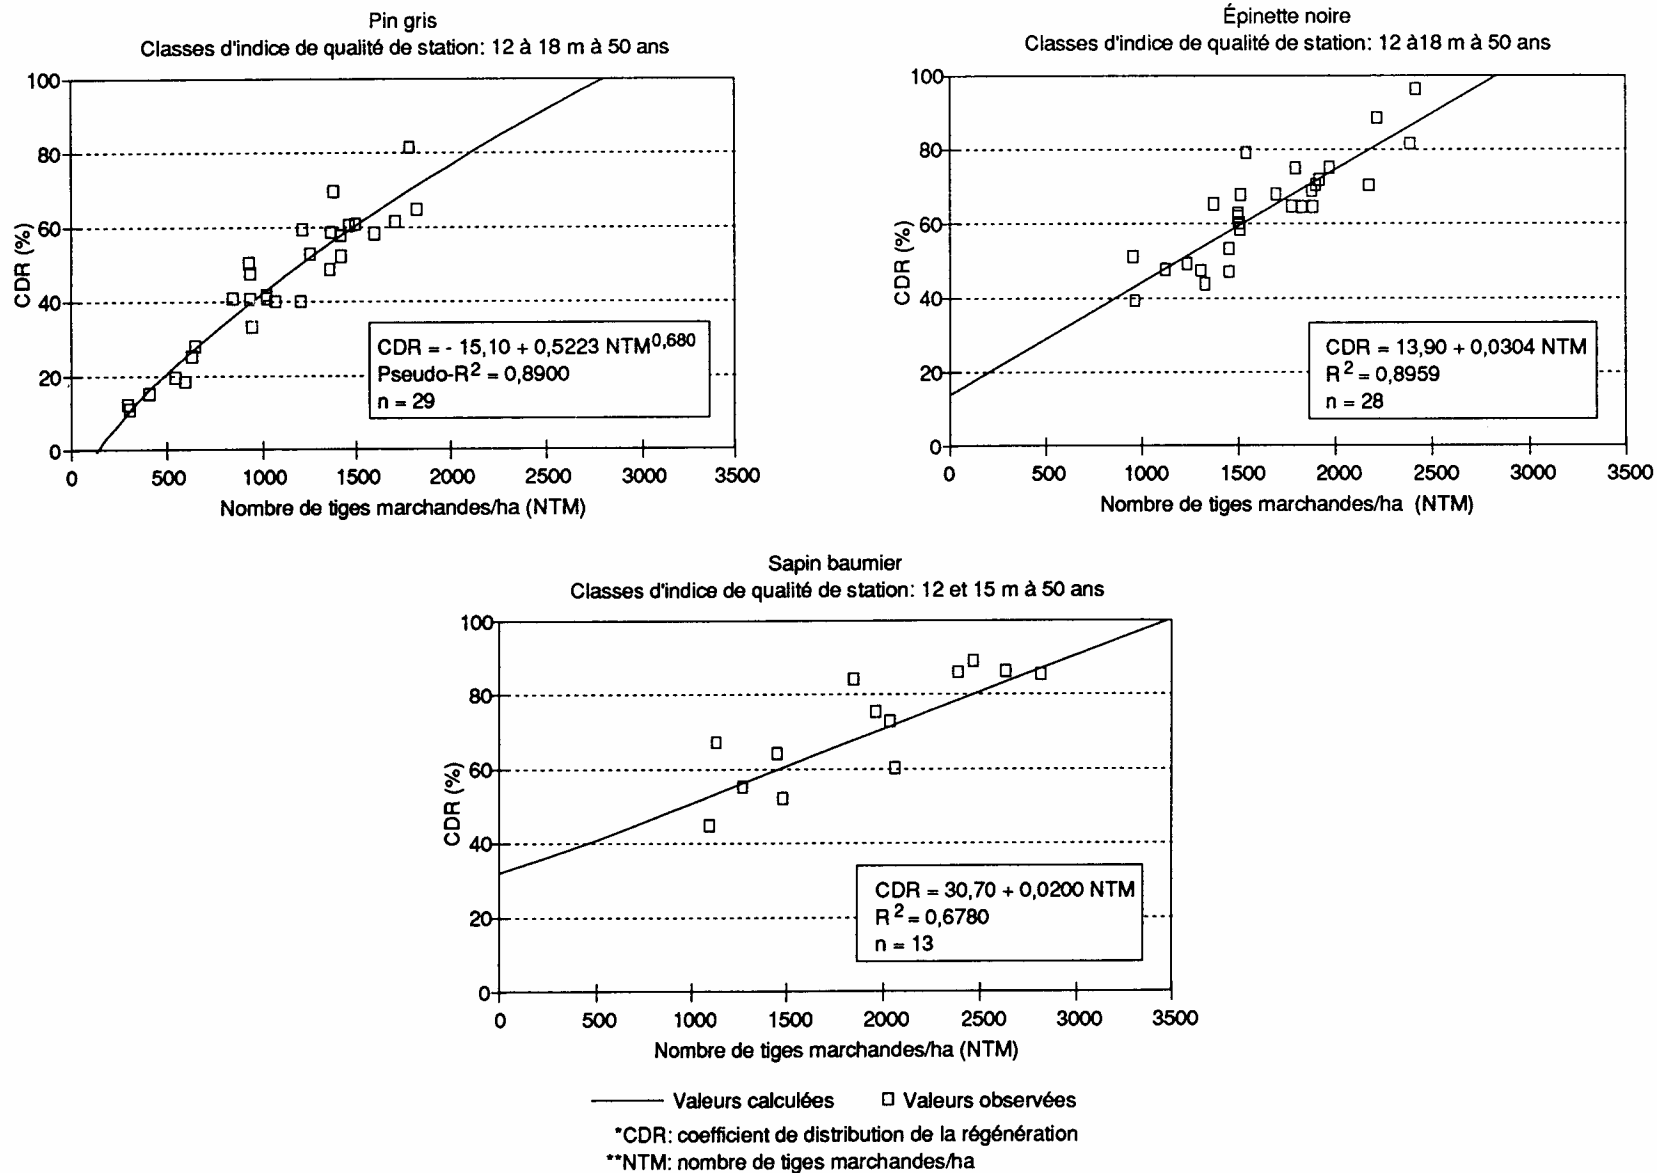 Pin gris
Classes d'indice de qualité de station: 12 à 18 m à 50 ans
100
80
60
40
20
0
CDR (%)
CDR = - 15,10 + 0,5223 NTM^0,680
Pseudo-R² = 0,8900
n = 29
0 500 1000 1500 2000 2500 3000 3500
Nombre de tiges marchandes/ha (NTM)
Épinette noire
Classes d'indice de qualité de station: 12 à18 m à 50 ans
100
80
60
40
20
0
CDR (%)
CDR = 13,90 + 0,0304 NTM
R² = 0,8959
n = 28
0 500 1000 1500 2000 2500 3000 3500
Nombre de tiges marchandes/ha (NTM)
Sapin baumier
Classes d'indice de qualité de station: 12 et 15 m à 50 ans
100
80
60
40
20
0
CDR (%)
CDR = 30,70 + 0,0200 NTM
R² = 0,6780
n = 13
0 500 1000 1500 2000 2500 3000 3500
Nombre de tiges marchandes/ha (NTM)
Valeurs calculées Valeurs observées
*CDR: coefficient de distribution de la régénération
**NTM: nombre de tiges marchandes/ha